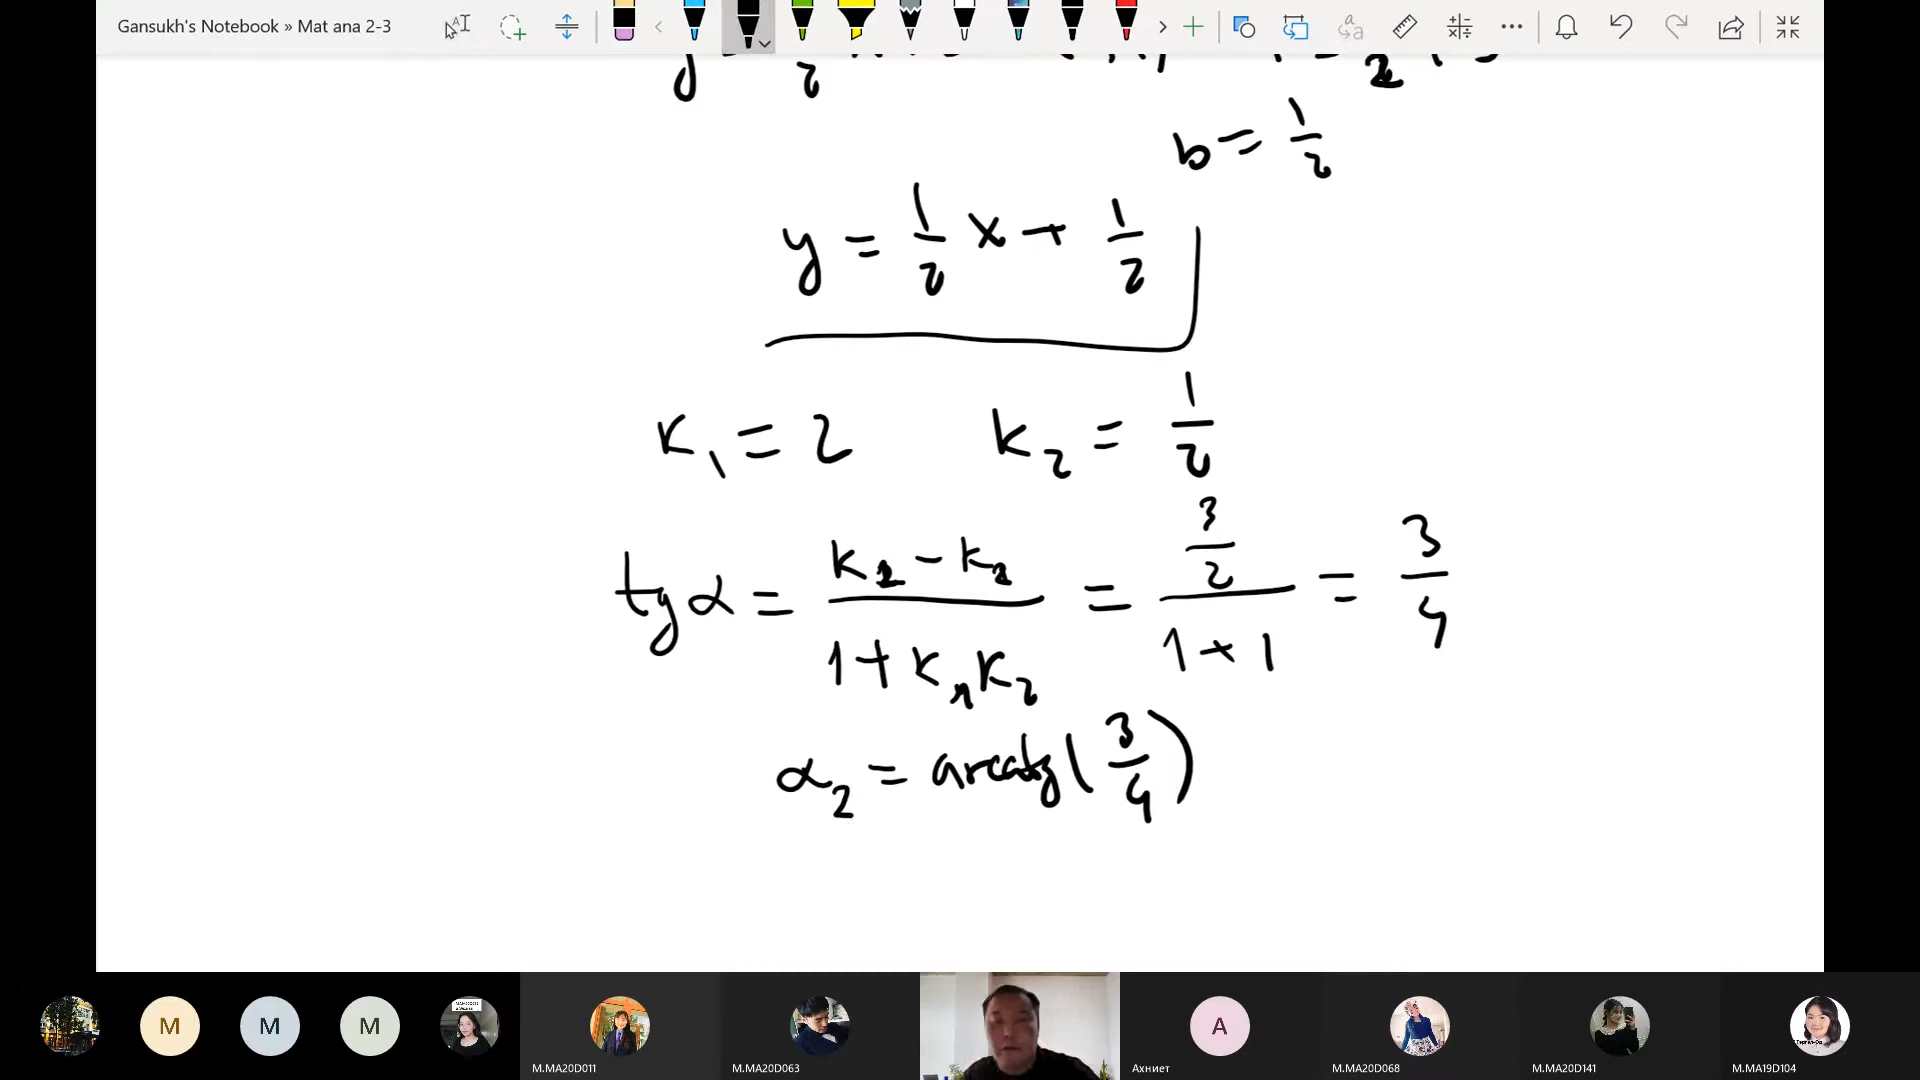 Gansukh's Notebook » Mat ana 2-3
b = 1/2
y = 1/2 x + 1/2
K₁ = 2 k₂ = 1/2
tg α = (k₁ - k₂)/(1 + k₁k₂) = (3/2)/(1+1) = 3/4
α₂ = arctg(3/4)
M M M A
M.MA20D011 M.MA20D063 Ахниет M.MA20D068 M.MA20D141 M.MA19D104